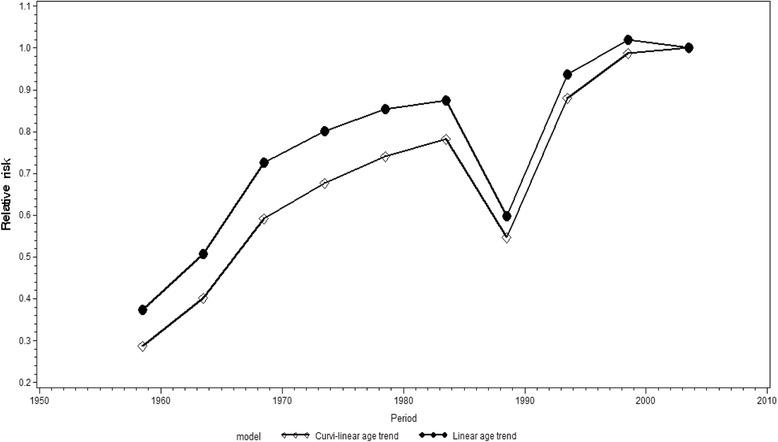 1.1
1.0
0.9
0.8
0.7
0.6
0.5
0.4
0.3
0.2
Relative risk
1950 1960 1970 1980 1990 2000 2010
Period
model Curvi-linear age trend Linear age trend